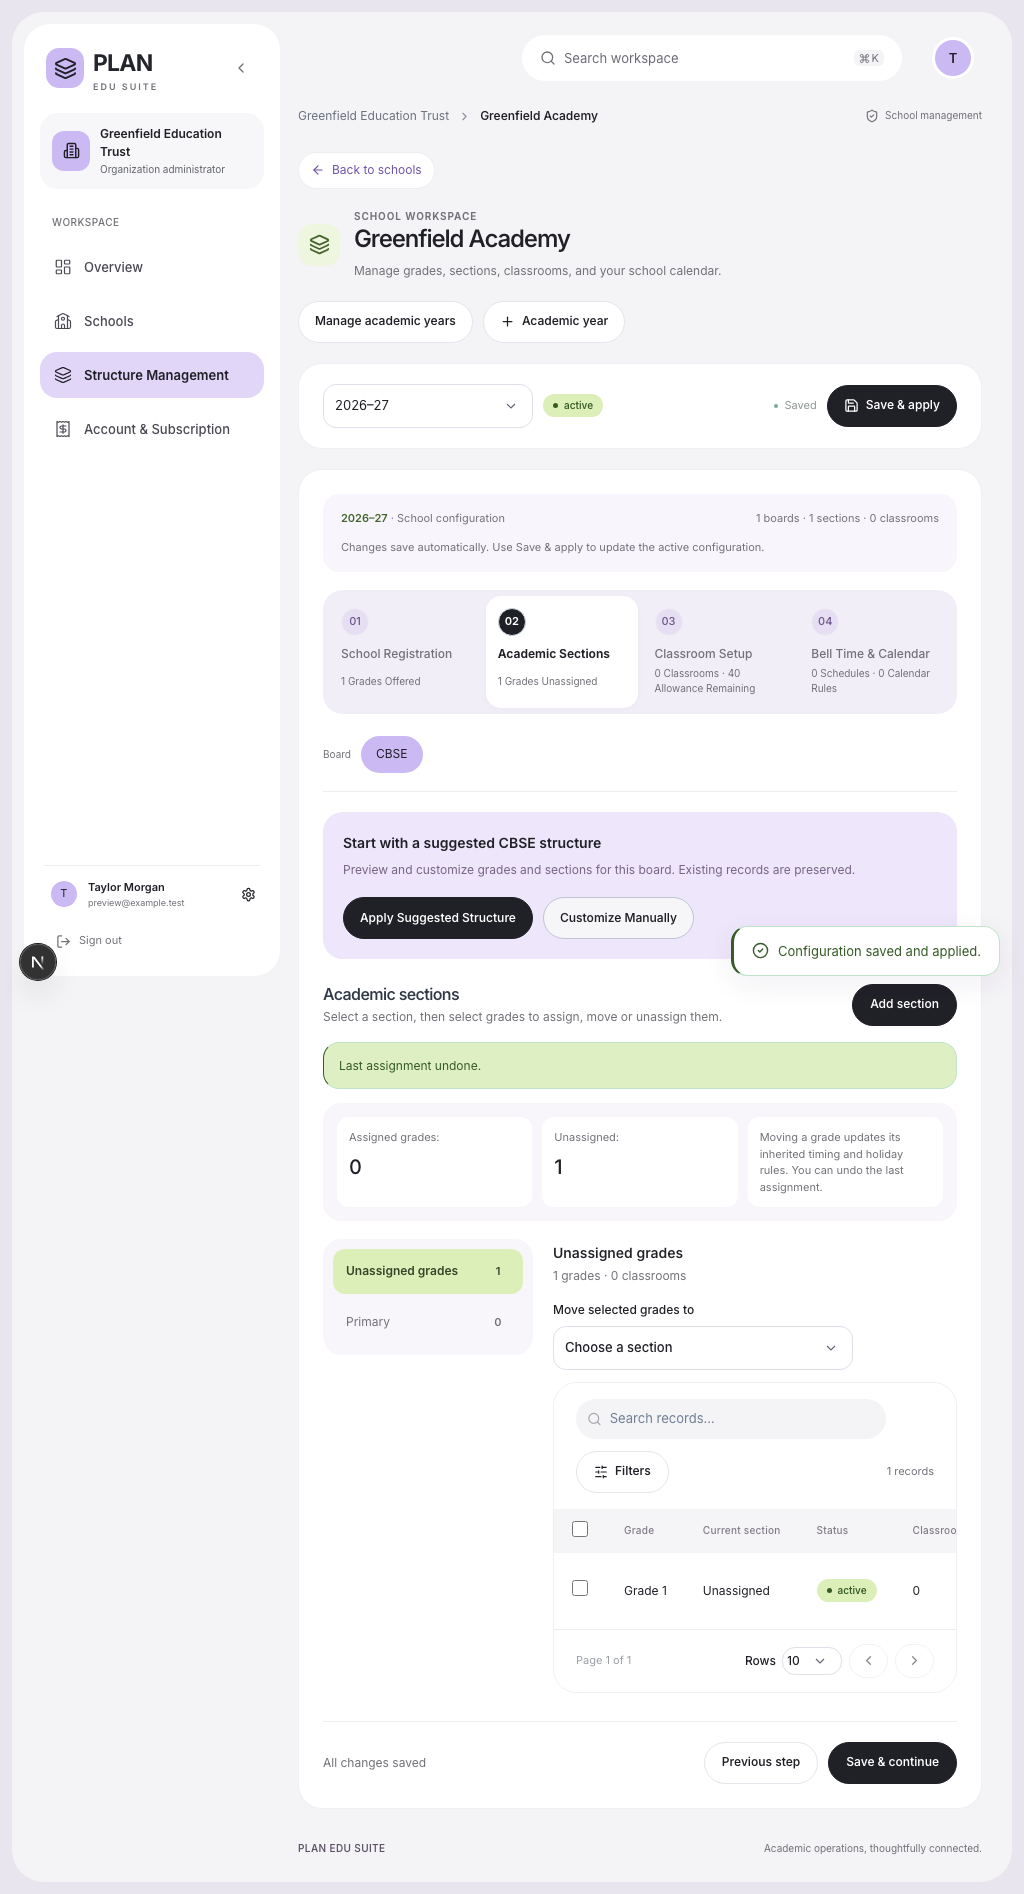 PLAN
EDU SUITE
Greenfield Education
Trust
Organization administrator
WORKSPACE
Overview
Schools
Structure Management
Account & Subscription
T
Taylor Morgan
preview@example.test
Sign out
N
Search workspace
⌘K
T
Greenfield Education Trust > Greenfield Academy
School management
Back to schools
SCHOOL WORKSPACE
Greenfield Academy
Manage grades, sections, classrooms, and your school calendar.
Manage academic years
Academic year
2026–27
active
Saved
Save & apply
2026–27 · School configuration
1 boards · 1 sections · 0 classrooms
Changes save automatically. Use Save & apply to update the active configuration.
01
School Registration
1 Grades Offered
02
Academic Sections
1 Grades Unassigned
03
Classroom Setup
0 Classrooms · 40
Allowance Remaining
04
Bell Time & Calendar
0 Schedules · 0 Calendar
Rules
Board
CBSE
Start with a suggested CBSE structure
Preview and customize grades and sections for this board. Existing records are preserved.
Apply Suggested Structure
Customize Manually
Configuration saved and applied.
Academic sections
Select a section, then select grades to assign, move or unassign them.
Add section
Last assignment undone.
Assigned grades:
0
Unassigned:
1
Moving a grade updates its
inherited timing and holiday
rules. You can undo the last
assignment.
Unassigned grades 1
Primary 0
Unassigned grades
1 grades · 0 classrooms
Move selected grades to
Choose a section
Search records...
Filters
1 records
Grade Current section Status Classroo
Grade 1 Unassigned active 0
Page 1 of 1
Rows 10
All changes saved
Previous step
Save & continue
PLAN EDU SUITE
Academic operations, thoughtfully connected.